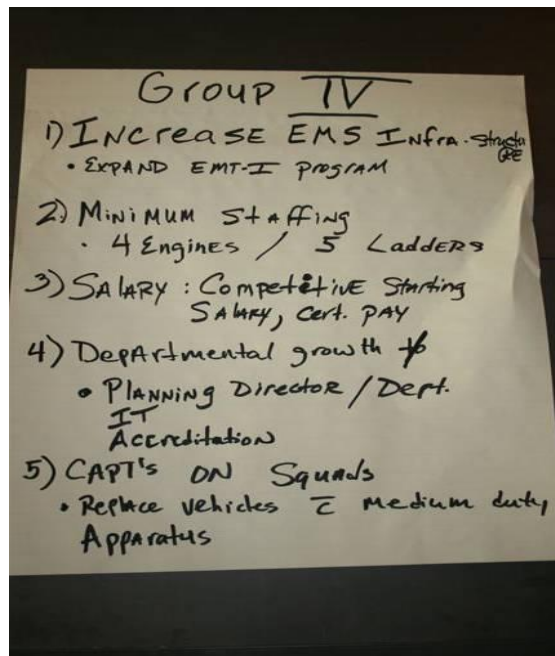 Group IV
1) INCREASE EMS INFRA-structu
RE
• EXPAND EMT-I PROGRAM
2) MINIMUM STAFFING
• 4 Engines / 5 LADDERS
3) SALARY : COMPETITIVE Starting
SALARY, Cert. PAY
4) DepARtmental growth
• PLANNING DIRECTOR / Dept.
IT
Accreditation
5) CAPT'S ON Squads
• Replace Vehicles c̄ medium duty
Apparatus